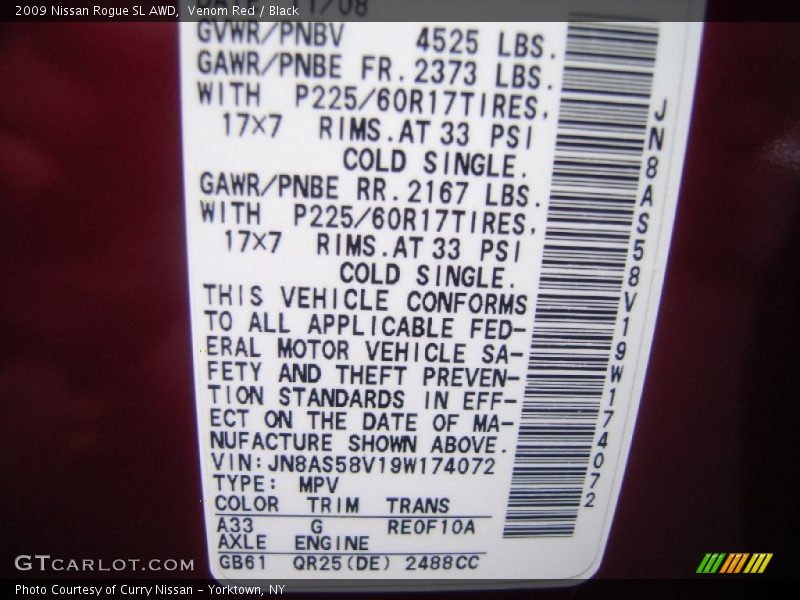 2009 Nissan Rogue SL AWD,  Venom Red / Black
GVWR/PNBV 4525 LBS.
GAWR/PNBE FR. 2373 LBS.
WITH P225/60R17TIRES,
17×7 RIMS. AT 33 PSI
COLD SINGLE.
GAWR/PNBE RR. 2167 LBS.
WITH P225/60R17TIRES,
17×7 RIMS. AT 33 PSI
COLD SINGLE.
THIS VEHICLE CONFORMS
TO ALL APPLICABLE FED-
ERAL MOTOR VEHICLE SA-
FETY AND THEFT PREVEN-
TION STANDARDS IN EFF-
ECT ON THE DATE OF MA-
NUFACTURE SHOWN ABOVE.
VIN: JN8AS58V19W174072
TYPE: MPV
COLOR TRIM TRANS
A33 G RE0F10A
AXLE ENGINE
GB61 QR25(DE) 2488CC
JN8AS58V19W174072
GTCARLOT.COM
Photo Courtesy of Curry Nissan - Yorktown, NY